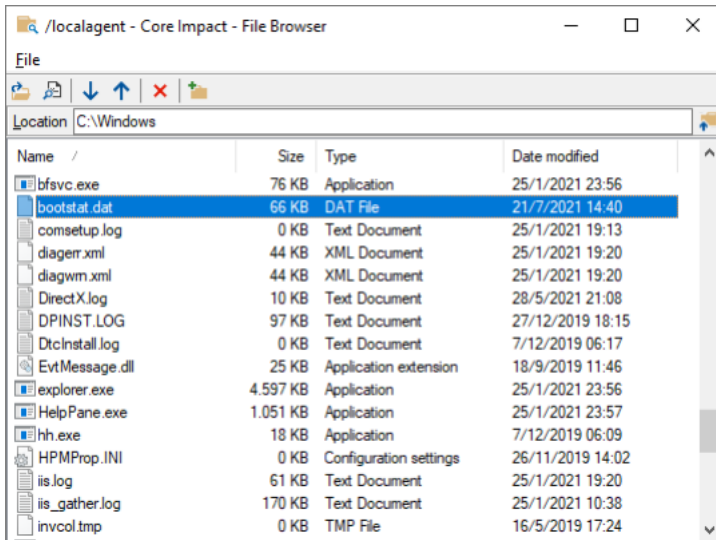 /localagent - Core Impact - File Browser
File
Location C:\Windows
Name Size Type Date modified
bfsvc.exe 76 KB Application 25/1/2021 23:56
bootstat.dat 66 KB DAT File 21/7/2021 14:40
comsetup.log 0 KB Text Document 25/1/2021 19:13
diagerr.xml 44 KB XML Document 25/1/2021 19:20
diagwrn.xml 44 KB XML Document 25/1/2021 19:20
DirectX.log 10 KB Text Document 28/5/2021 21:08
DPINST.LOG 97 KB Text Document 27/12/2019 18:15
DtcInstall.log 0 KB Text Document 7/12/2019 06:17
EvtMessage.dll 25 KB Application extension 18/9/2019 11:46
explorer.exe 4.597 KB Application 25/1/2021 23:56
HelpPane.exe 1.051 KB Application 25/1/2021 23:57
hh.exe 18 KB Application 7/12/2019 06:09
HPMProp.INI 0 KB Configuration settings 26/11/2019 14:02
iis.log 61 KB Text Document 25/1/2021 19:20
iis_gather.log 170 KB Text Document 25/1/2021 10:38
invcol.tmp 0 KB TMP File 16/5/2019 17:24